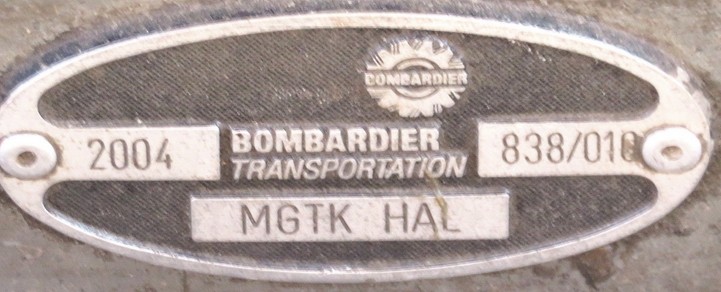 BOMBARDIER
2004 BOMBARDIER 838/010
TRANSPORTATION
MGTK HAL